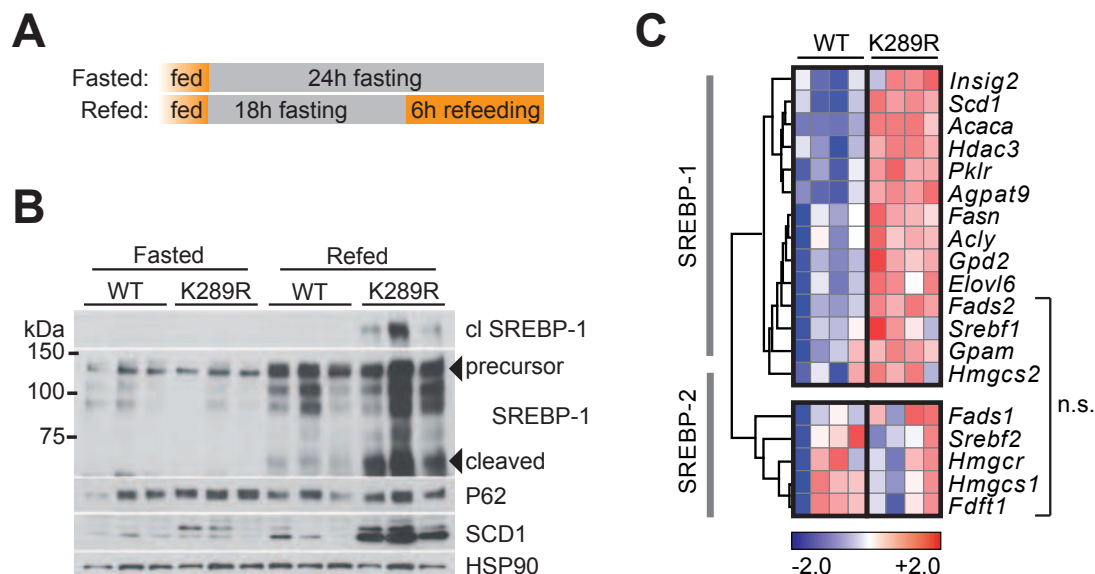 A
Fasted: fed 24h fasting
Refed: fed 18h fasting 6h refeeding
B
Fasted Refed
WT K289R WT K289R
kDa
cl SREBP-1
150
precursor
100
SREBP-1
75
cleaved
P62
SCD1
HSP90
C
WT K289R
SREBP-1
Insig2
Scd1
Acaca
Hdac3
Pklr
Agpat9
Fasn
Acly
Gpd2
Elovl6
Fads2
Srebf1
Gpam
Hmgcs2
SREBP-2
Fads1
Srebf2
Hmgcr
Hmgcs1
Fdft1
n.s.
-2.0 +2.0